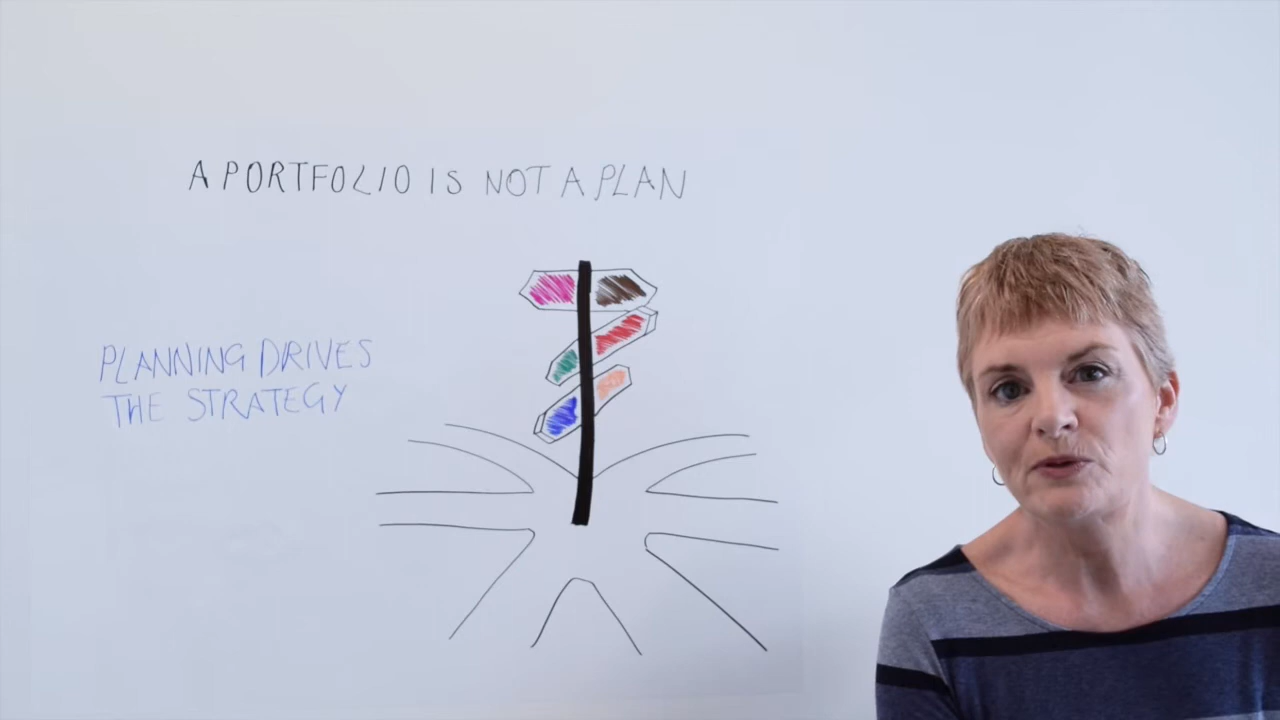 A PORTFOLIO IS NOT A PLAN
PLANNING DRIVES
THE STRATEGY